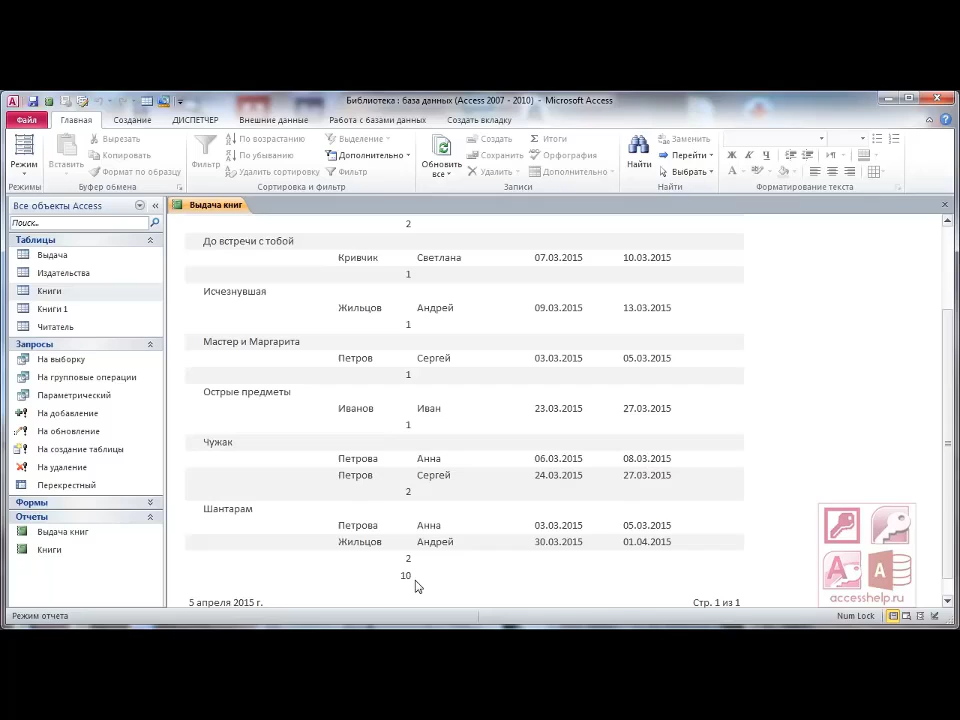 Библиотека : база данных (Access 2007 - 2010) - Microsoft Access
Файл Главная Создание ДИСПЕТЧЕР Внешние данные Работа с базами данных Создать вкладку
Режим
Режимы
Вставить
Вырезать
Копировать
Формат по образцу
Буфер обмена
Фильтр
По возрастанию
По убыванию
Удалить сортировку
Выделение
Дополнительно
Фильтр
Сортировка и фильтр
Обновить
все
Создать
Сохранить
Удалить
Итоги
Орфография
Дополнительно
Записи
Найти
Заменить
Перейти
Выбрать
Найти
Ж К Ч
А
Форматирование текста
Все объекты Access
Поиск...
Таблицы
Выдача
Издательства
Книги
Книги 1
Читатель
Запросы
На выборку
На групповые операции
Параметрический
На добавление
На обновление
На создание таблицы
На удаление
Перекрестный
Формы
Отчеты
Выдача книг
Книги
Выдача книг
2
До встречи с тобой
Кривчик Светлана 07.03.2015 10.03.2015
1
Исчезнувшая
Жильцов Андрей 09.03.2015 13.03.2015
1
Мастер и Маргарита
Петров Сергей 03.03.2015 05.03.2015
1
Острые предметы
Иванов Иван 23.03.2015 27.03.2015
1
Чужак
Петрова Анна 06.03.2015 08.03.2015
Петров Сергей 24.03.2015 27.03.2015
2
Шантарам
Петрова Анна 03.03.2015 05.03.2015
Жильцов Андрей 30.03.2015 01.04.2015
2
10
5 апреля 2015 г. Стр. 1 из 1
accesshelp.ru
Режим отчета Num Lock